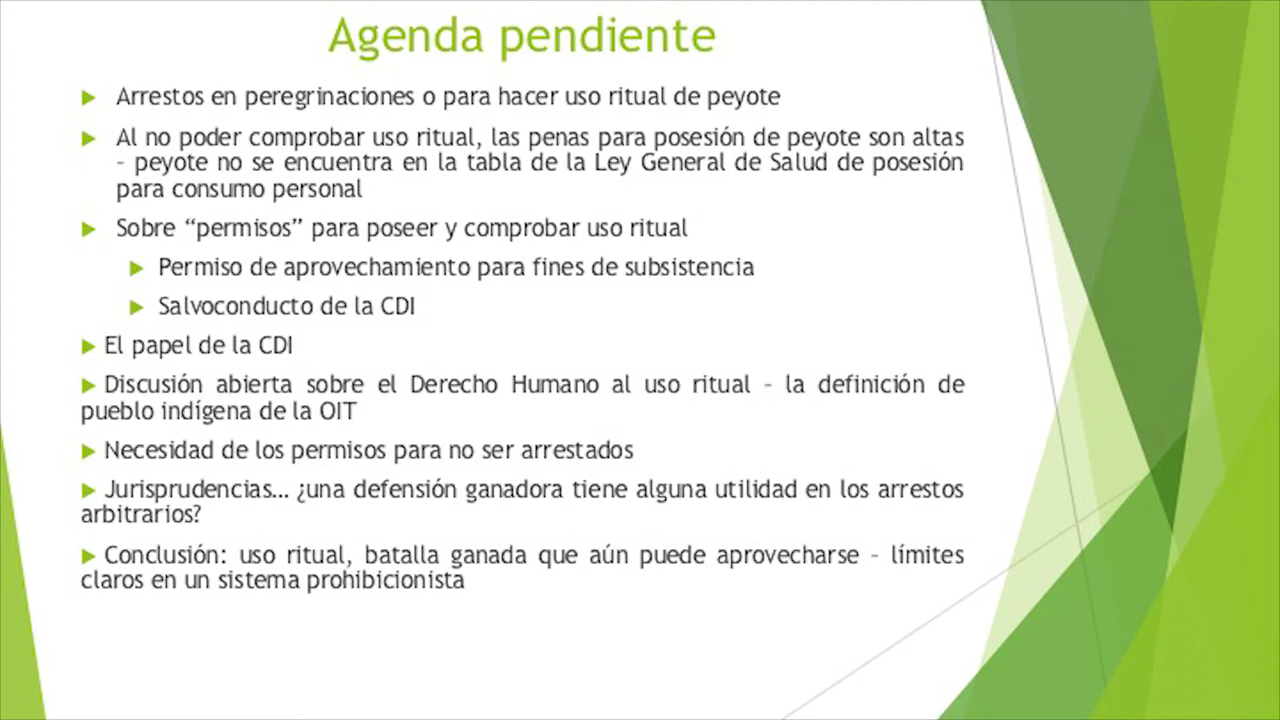 Agenda pendiente
Arrestos en peregrinaciones o para hacer uso ritual de peyote
Al no poder comprobar uso ritual, las penas para posesión de peyote son altas
– peyote no se encuentra en la tabla de la Ley General de Salud de posesión
para consumo personal
Sobre “permisos” para poseer y comprobar uso ritual
Permiso de aprovechamiento para fines de subsistencia
Salvoconducto de la CDI
El papel de la CDI
Discusión abierta sobre el Derecho Humano al uso ritual – la definición de
pueblo indígena de la OIT
Necesidad de los permisos para no ser arrestados
Jurisprudencias… ¿una defensión ganadora tiene alguna utilidad en los arrestos
arbitrarios?
Conclusión: uso ritual, batalla ganada que aún puede aprovecharse – límites
claros en un sistema prohibicionista